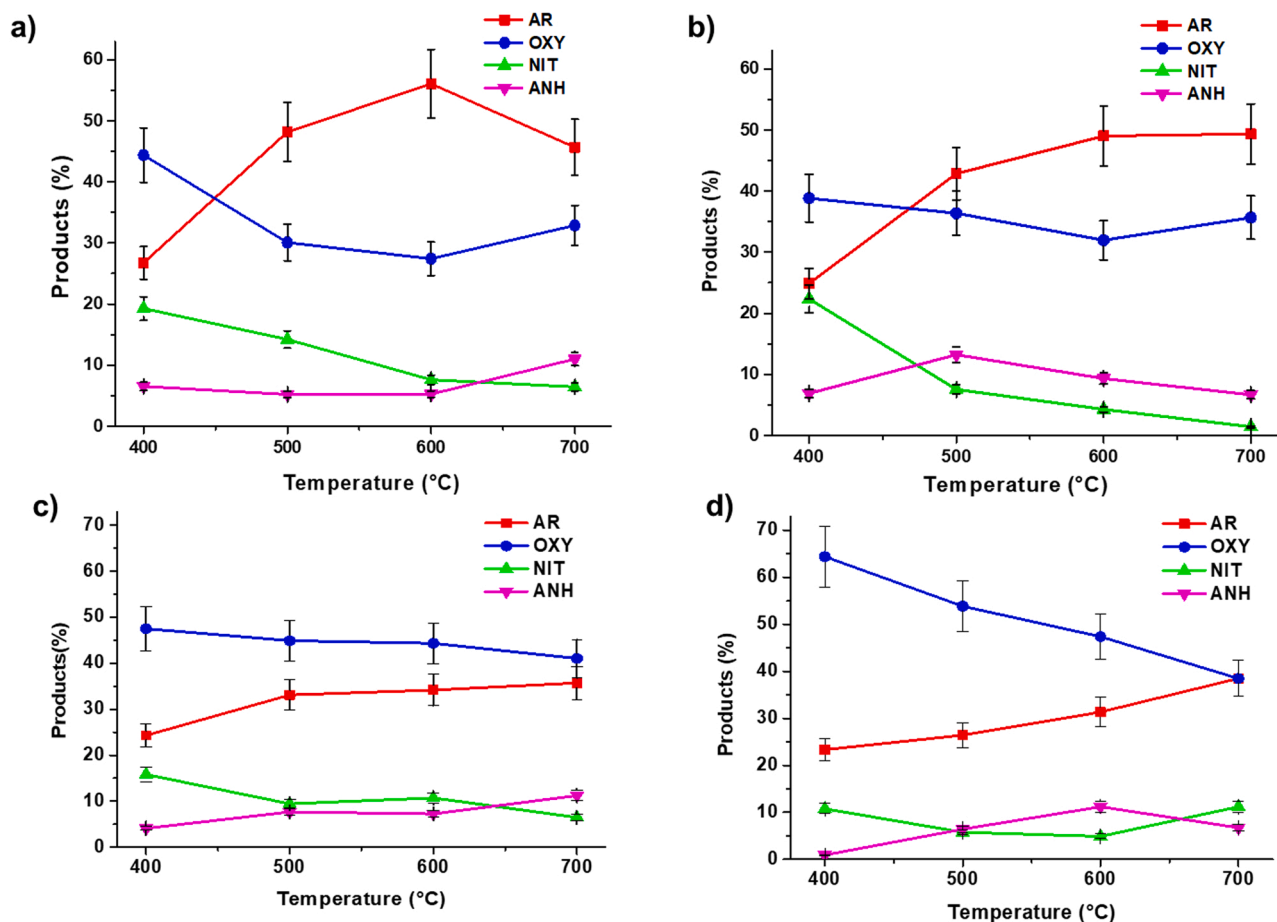 a)
AR
OXY
NIT
ANH
60
50
40
30
20
10
0
Products (%)
400 500 600 700
Temperature (°C)
b)
AR
OXY
NIT
ANH
60
50
40
30
20
10
0
Products (%)
400 500 600 700
Temperature (°C)
c)
AR
OXY
NIT
ANH
70
60
50
40
30
20
10
0
Products(%)
400 500 600 700
Temperature (°C)
d)
AR
OXY
NIT
ANH
70
60
50
40
30
20
10
0
Products (%)
400 500 600 700
Temperature (°C)